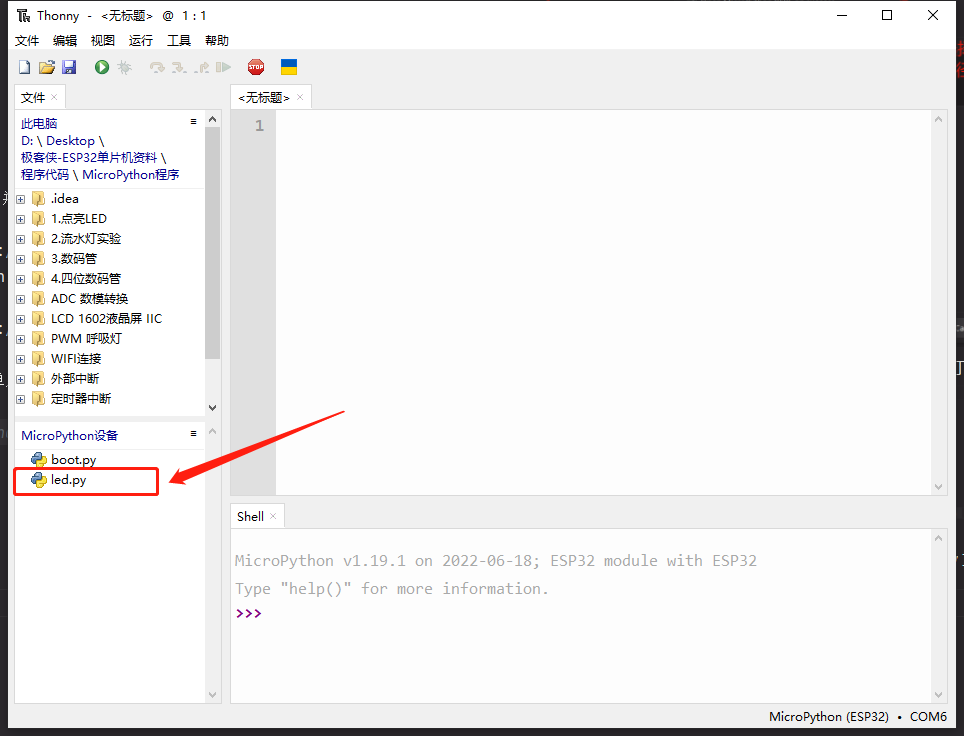 Thonny - <无标题> @ 1 : 1
文件 编辑 视图 运行 工具 帮助
STOP
文件
<无标题>
此电脑
D: \ Desktop \
极客侠-ESP32单片机资料 \
程序代码 \ MicroPython程序
.idea
1.点亮LED
2.流水灯实验
3.数码管
4.四位数码管
ADC 数模转换
LCD 1602液晶屏 IIC
PWM 呼吸灯
WIFI连接
外部中断
定时器中断
1
MicroPython设备
boot.py
led.py
Shell
MicroPython v1.19.1 on 2022-06-18; ESP32 module with ESP32
Type "help()" for more information.
>>>
MicroPython (ESP32) • COM6